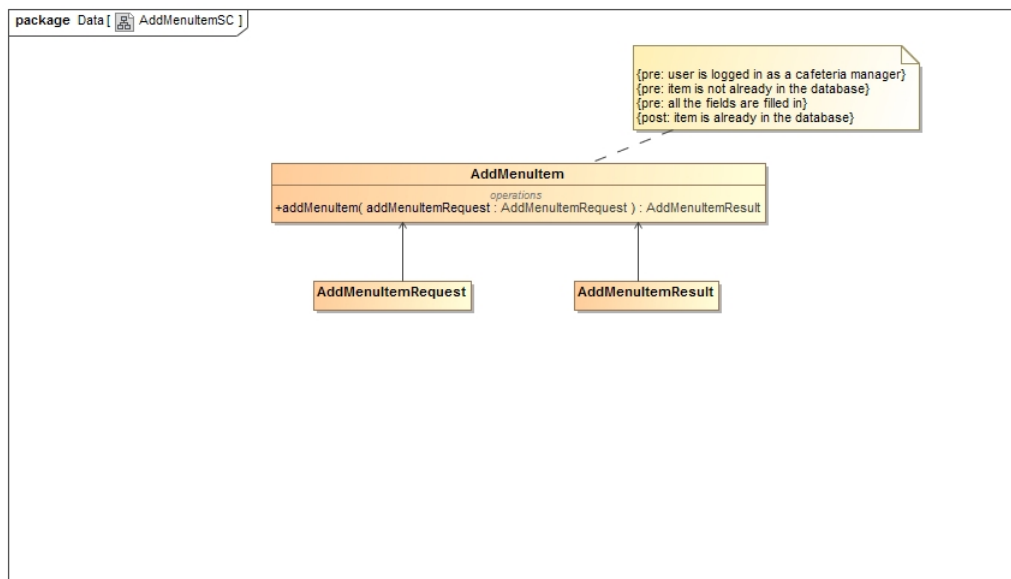 package Data [ AddMenuItemSC ]
{pre: user is logged in as a cafeteria manager}
{pre: item is not already in the database}
{pre: all the fields are filled in}
{post: item is already in the database}
AddMenuItem
operations
+addMenuItem( addMenuItemRequest : AddMenuItemRequest ) : AddMenuItemResult
AddMenuItemRequest
AddMenuItemResult